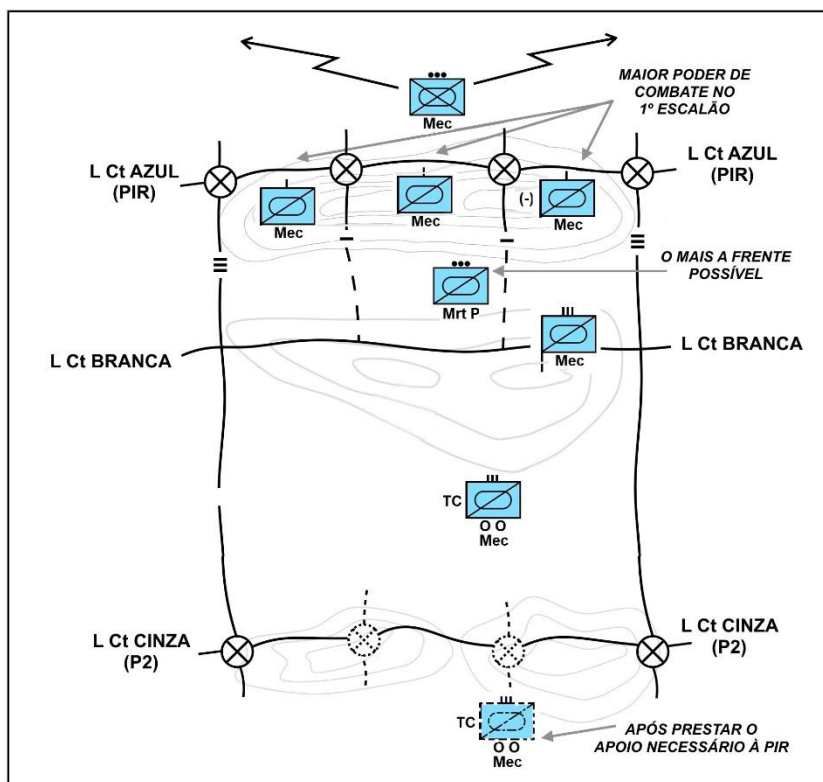 Mec
MAIOR PODER DE
COMBATE NO
1º ESCALÃO
L Ct AZUL
(PIR)
L Ct AZUL
(PIR)
Mec
Mec
(-)
Mec
O MAIS A FRENTE
POSSÍVEL
Mrt P
L Ct BRANCA
L Ct BRANCA
Mec
TC
O O
Mec
L Ct CINZA
(P2)
L Ct CINZA
(P2)
TC
O O
Mec
APÓS PRESTAR O
APOIO NECESSÁRIO À PIR